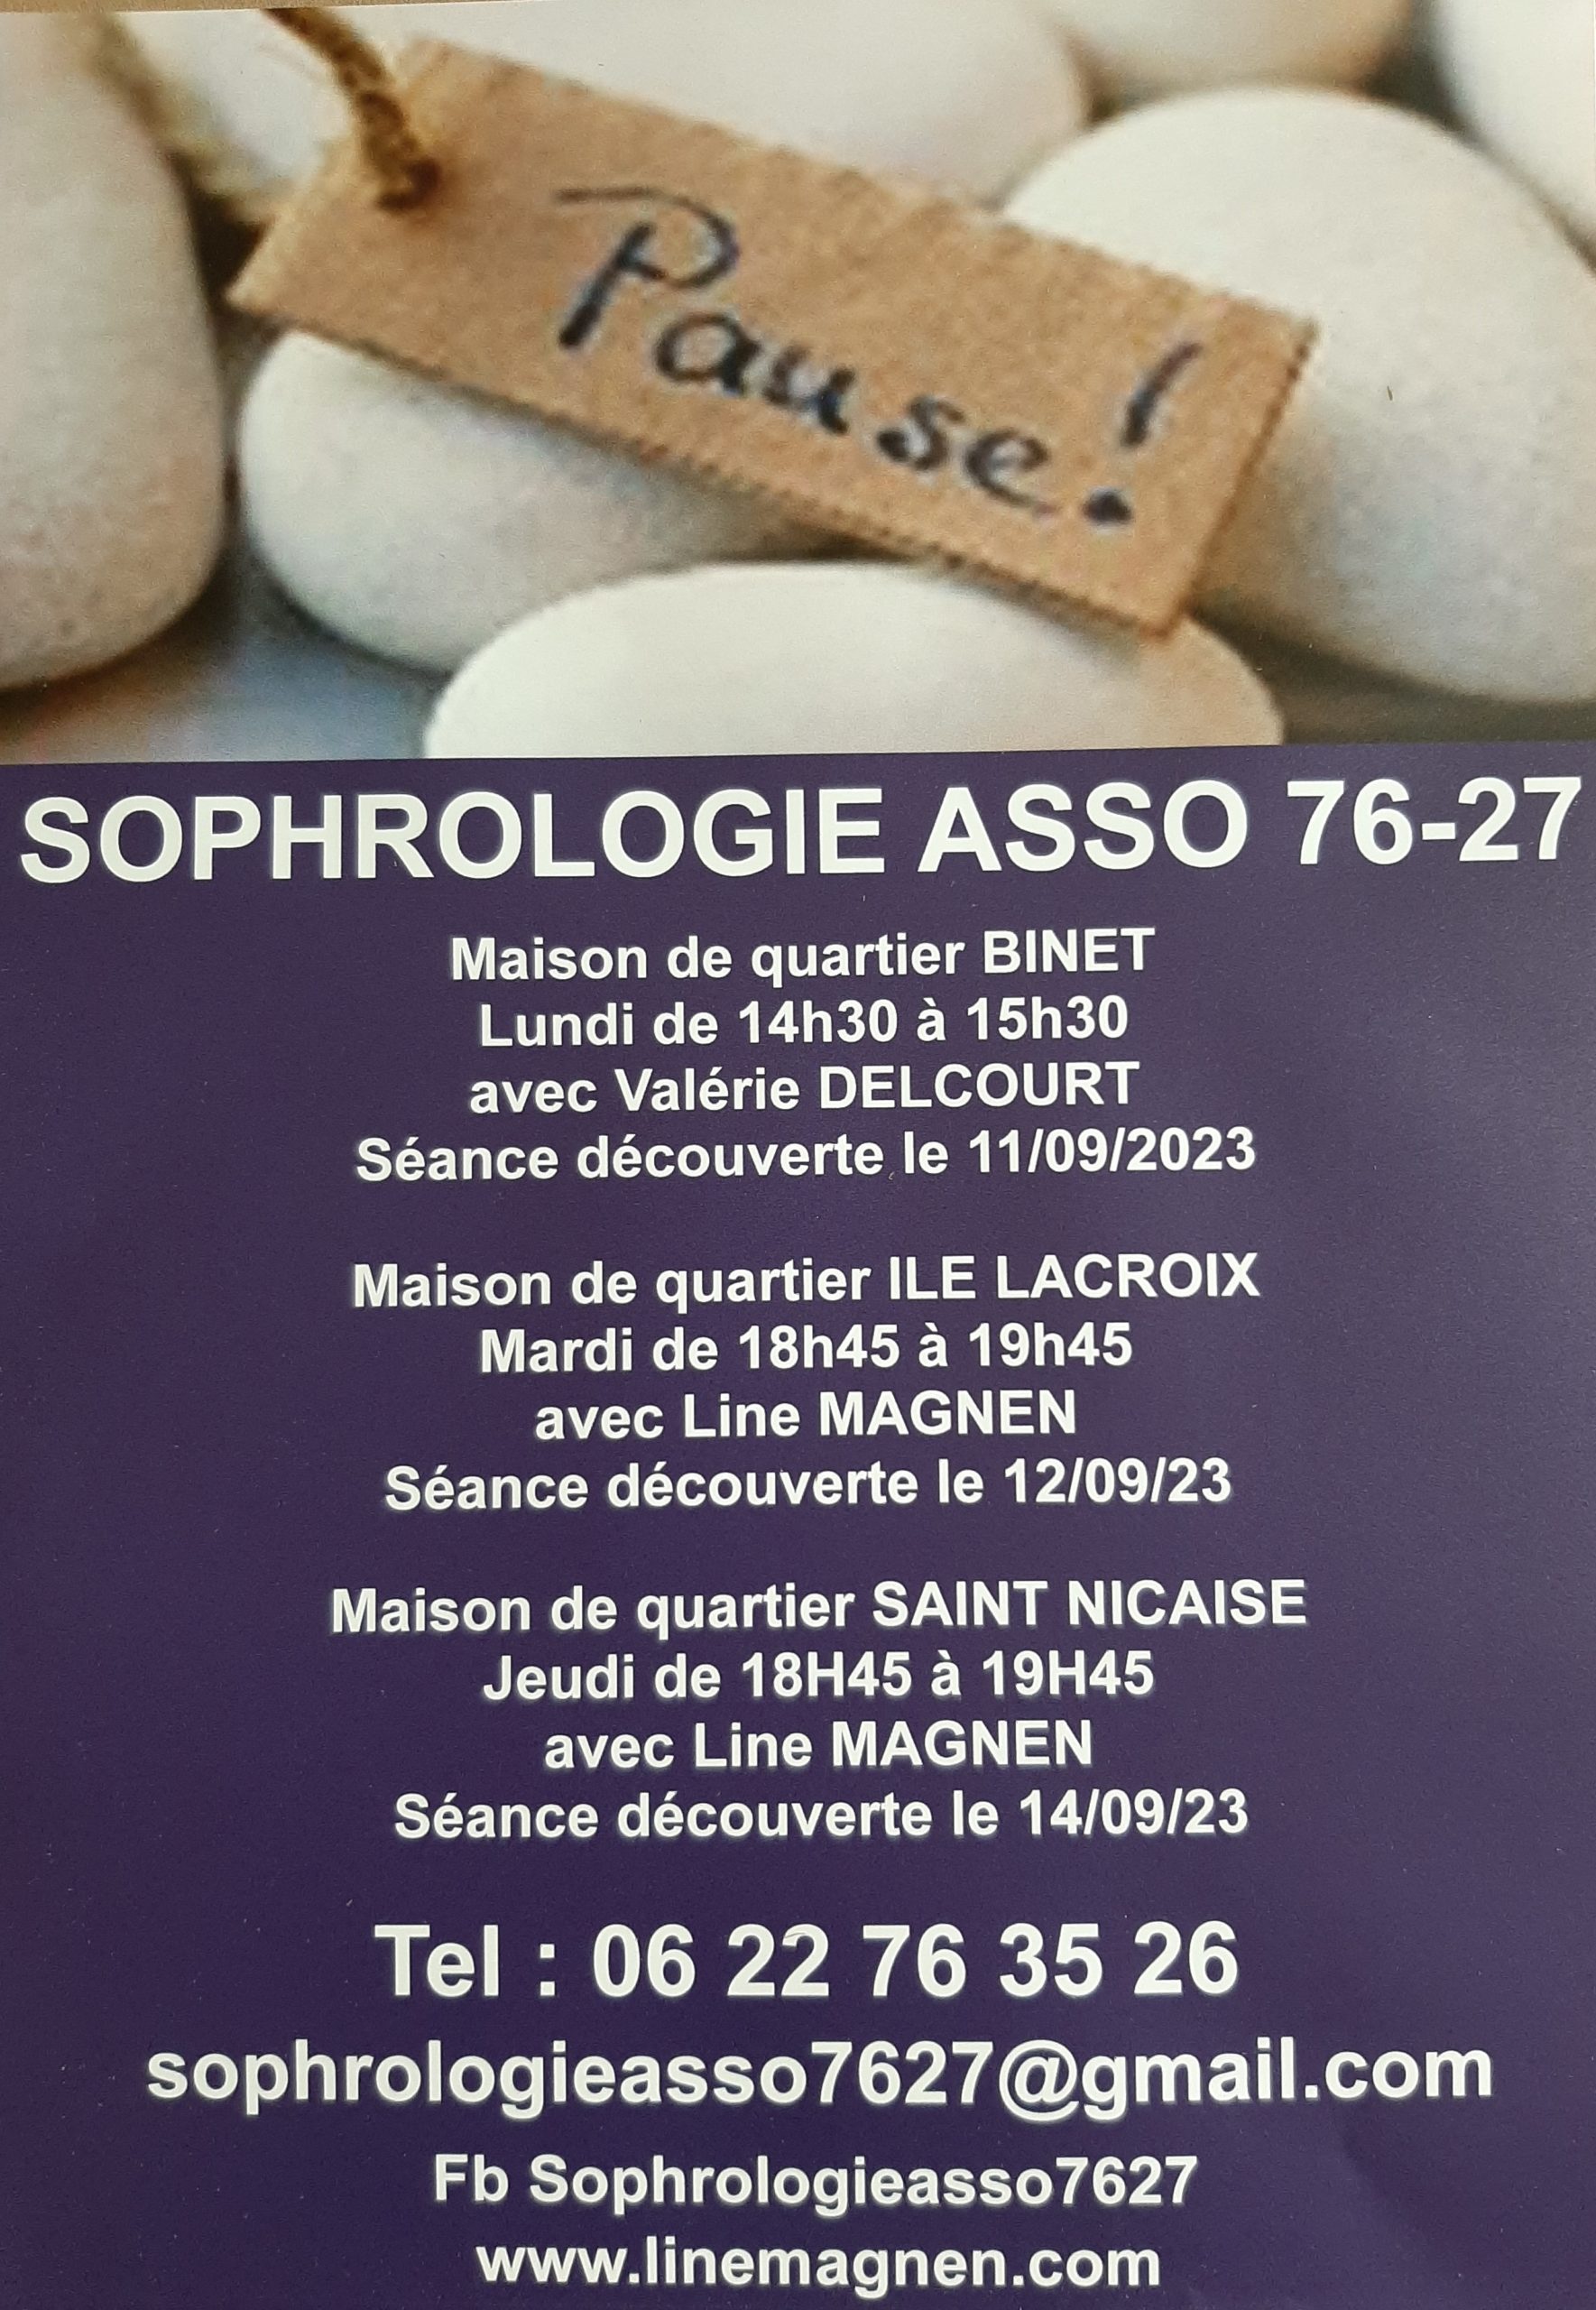 Pause!
SOPHROLOGIE ASSO 76-27
Maison de quartier BINET
Lundi de 14h30 à 15h30
avec Valérie DELCOURT
Séance découverte le 11/09/2023
Maison de quartier ILE LACROIX
Mardi de 18h45 à 19h45
avec Line MAGNEN
Séance découverte le 12/09/23
Maison de quartier SAINT NICAISE
Jeudi de 18H45 à 19H45
avec Line MAGNEN
Séance découverte le 14/09/23
Tel : 06 22 76 35 26
sophrologieasso7627@gmail.com
Fb Sophrologieasso7627
www.linemagnen.com